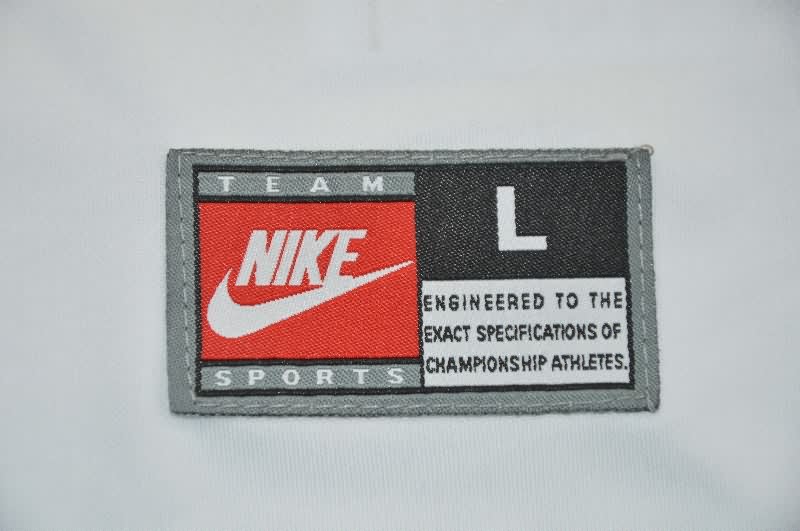 TEAM
NIKE
SPORTS
L
ENGINEERED TO THE
EXACT SPECIFICATIONS OF
CHAMPIONSHIP ATHLETES.